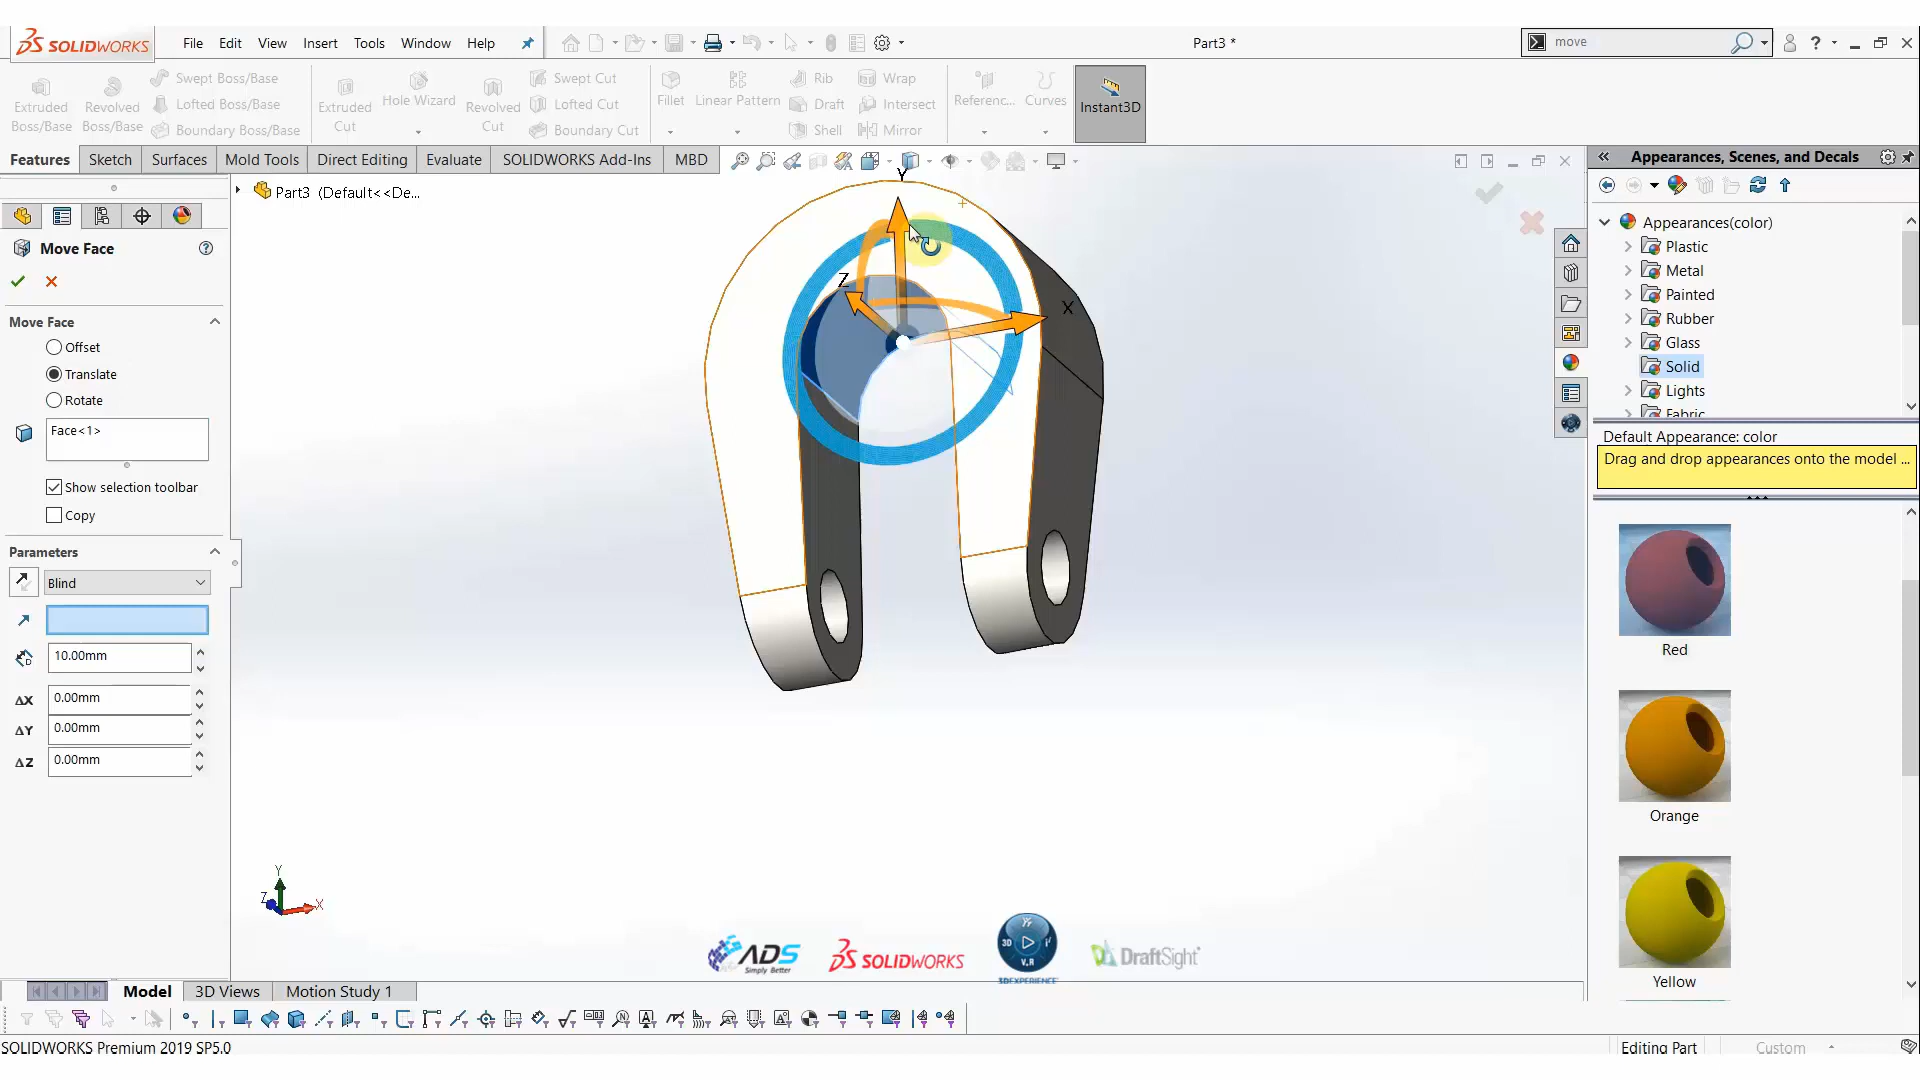 SOLIDWORKS
File Edit View Insert Tools Window Help
Part3 *
move
Extruded Boss/Base
Revolved Boss/Base
Swept Boss/Base
Lofted Boss/Base
Boundary Boss/Base
Extruded Cut
Hole Wizard
Revolved Cut
Swept Cut
Lofted Cut
Boundary Cut
Fillet
Linear Pattern
Rib
Draft
Shell
Wrap
Intersect
Mirror
Referenc...
Curves
Instant3D
Features Sketch Surfaces Mold Tools Direct Editing Evaluate SOLIDWORKS Add-Ins MBD
Part3 (Default<<De...
Move Face
Move Face
Offset
Translate
Rotate
Face<1>
Show selection toolbar
Copy
Parameters
Blind
10.00mm
ΔX 0.00mm
ΔY 0.00mm
ΔZ 0.00mm
Y
Z
X
Y
Z
X
ADS
Simply Better
SOLIDWORKS
3D
V.R
3DEXPERIENCE
DraftSight
Appearances, Scenes, and Decals
Appearances(color)
Plastic
Metal
Painted
Rubber
Glass
Solid
Lights
Fabric
Default Appearance: color
Drag and drop appearances onto the model ...
Red
Orange
Yellow
Model 3D Views Motion Study 1
SOLIDWORKS Premium 2019 SP5.0
Editing Part
Custom